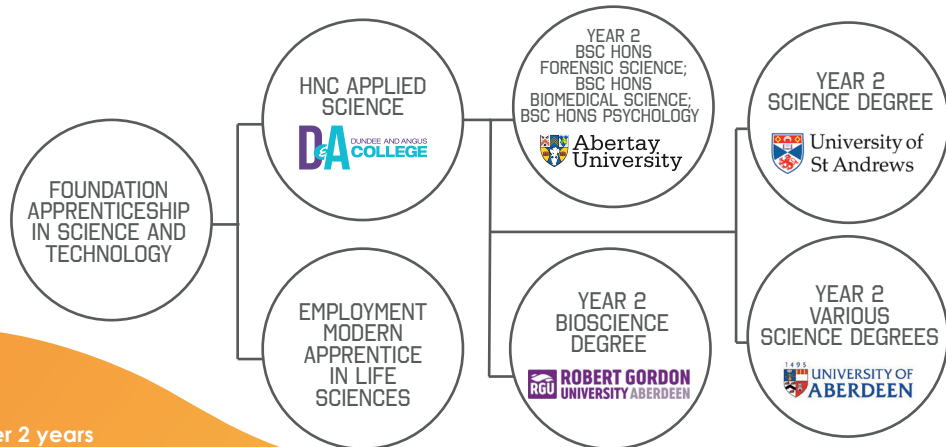 FOUNDATION
APPRENTICESHIP
IN SCIENCE AND
TECHNOLOGY
HNC APPLIED
SCIENCE
D&A DUNDEE AND ANGUS
COLLEGE
EMPLOYMENT
MODERN
APPRENTICE
IN LIFE
SCIENCES
YEAR 2
BSC HONS
FORENSIC SCIENCE;
BSC HONS
BIOMEDICAL SCIENCE;
BSC HONS PSYCHOLOGY
Abertay
University
YEAR 2
BIOSCIENCE
DEGREE
RGU ROBERT GORDON
UNIVERSITY ABERDEEN
YEAR 2
SCIENCE DEGREE
University of
St Andrews
YEAR 2
VARIOUS
SCIENCE DEGREES
1495
UNIVERSITY OF
ABERDEEN
2 years